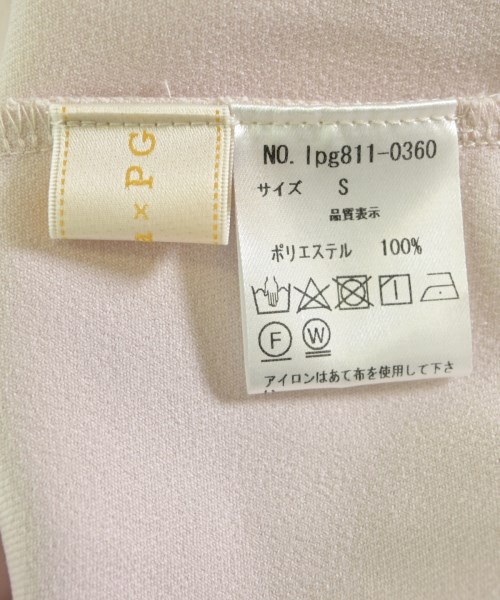 × PG
NO. lpg811-0360
サイズ S
品質表示
ポリエステル 100%
F W
アイロンはあて布を使用して下さ